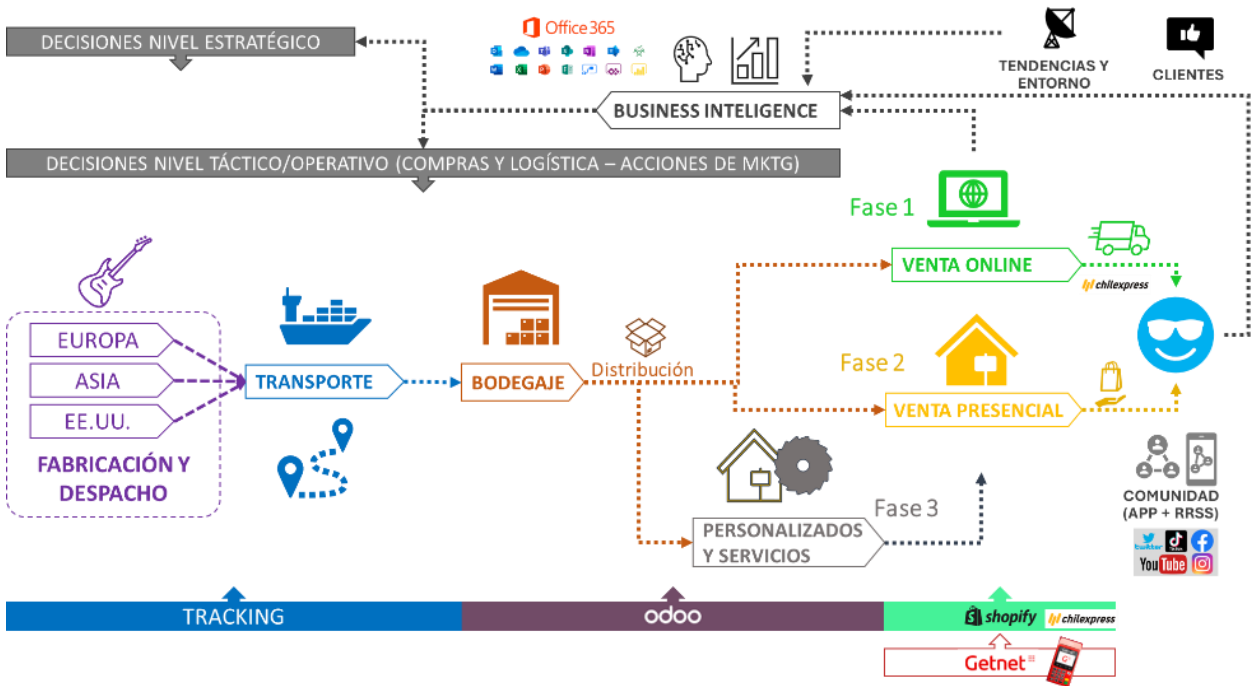 Office 365
DECISIONES NIVEL ESTRATÉGICO
TENDENCIAS Y
ENTORNO
CLIENTES
BUSINESS INTELIGENCE
DECISIONES NIVEL TÁCTICO/OPERATIVO (COMPRAS Y LOGÍSTICA – ACCIONES DE MKTG)
Fase 1
VENTA ONLINE
chilexpress
EUROPA
ASIA
EE.UU.
FABRICACIÓN Y
DESPACHO
TRANSPORTE
BODEGAJE
Distribución
Fase 2
VENTA PRESENCIAL
Fase 3
PERSONALIZADOS
Y SERVICIOS
COMUNIDAD
(APP + RRSS)
twitter
YouTube
TRACKING
odoo
shopify
chilexpress
Getnet